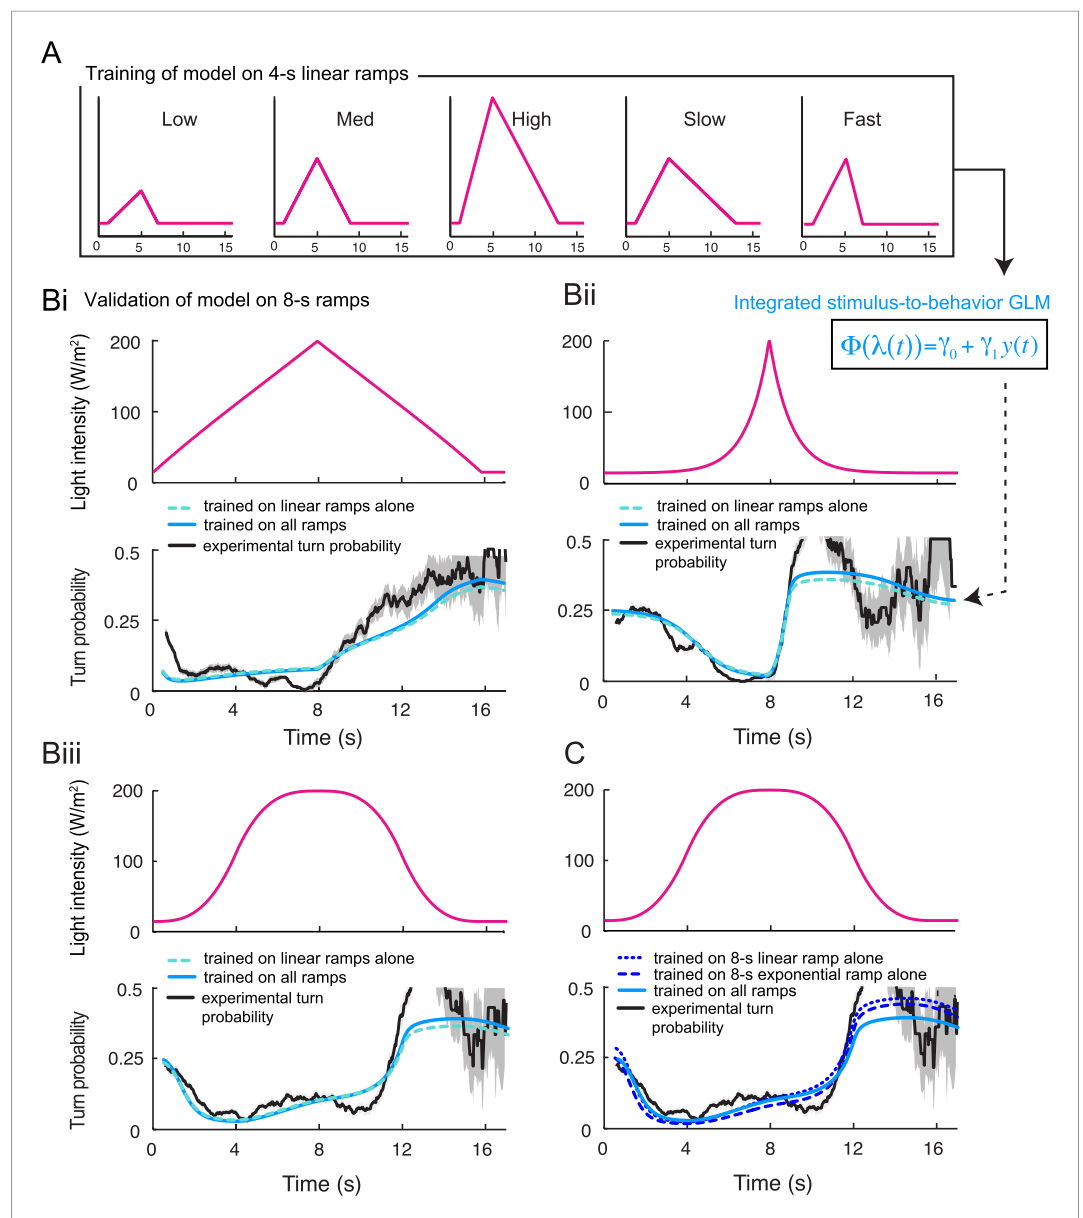 A
Training of model on 4-s linear ramps
Low
Med
High
Slow
Fast
0 5 10 15
0 5 10 15
0 5 10 15
0 5 10 15
0 5 10 15
Bi
Validation of model on 8-s ramps
Light intensity (W/m²)
200
100
0
trained on linear ramps alone
trained on all ramps
experimental turn probability
Turn probability
0.5
0.25
0
0 4 8 12 16
Time (s)
Bii
Integrated stimulus-to-behavior GLM
Φ(λ(t))=γ₀ + γ₁y(t)
200
100
0
trained on linear ramps alone
trained on all ramps
experimental turn
probability
0.5
0.25
0
0 4 8 12 16
Time (s)
Biii
Light intensity (W/m²)
200
100
0
trained on linear ramps alone
trained on all ramps
experimental turn
probability
Turn probability
0.5
0.25
0
0 4 8 12 16
Time (s)
C
200
100
0
trained on 8-s linear ramp alone
trained on 8-s exponential ramp alone
trained on all ramps
experimental turn
probability
0.5
0.25
0
0 4 8 12 16
Time (s)